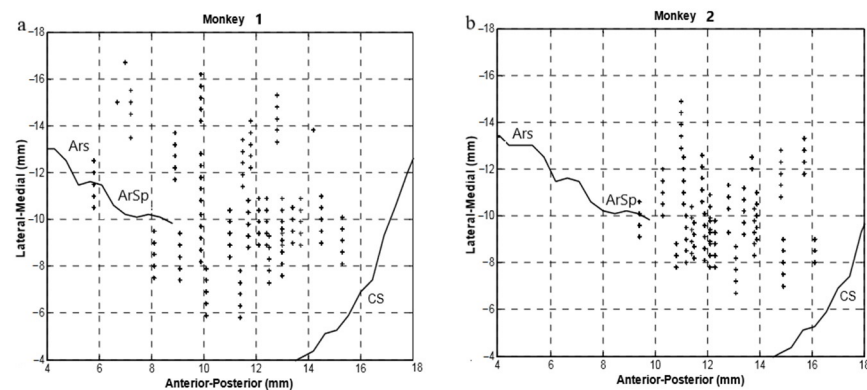 a
Monkey 1
-18
-16
-14
-12
-10
-8
-6
-4
Lateral-Medial (mm)
Ars
ArSp
CS
4 6 8 10 12 14 16 18
Anterior-Posterior (mm)
b
Monkey 2
-18
-16
-14
-12
-10
-8
-6
-4
Lateral-Medial (mm)
Ars
ArSp
CS
4 6 8 10 12 14 16 18
Anterior-Posterior (mm)